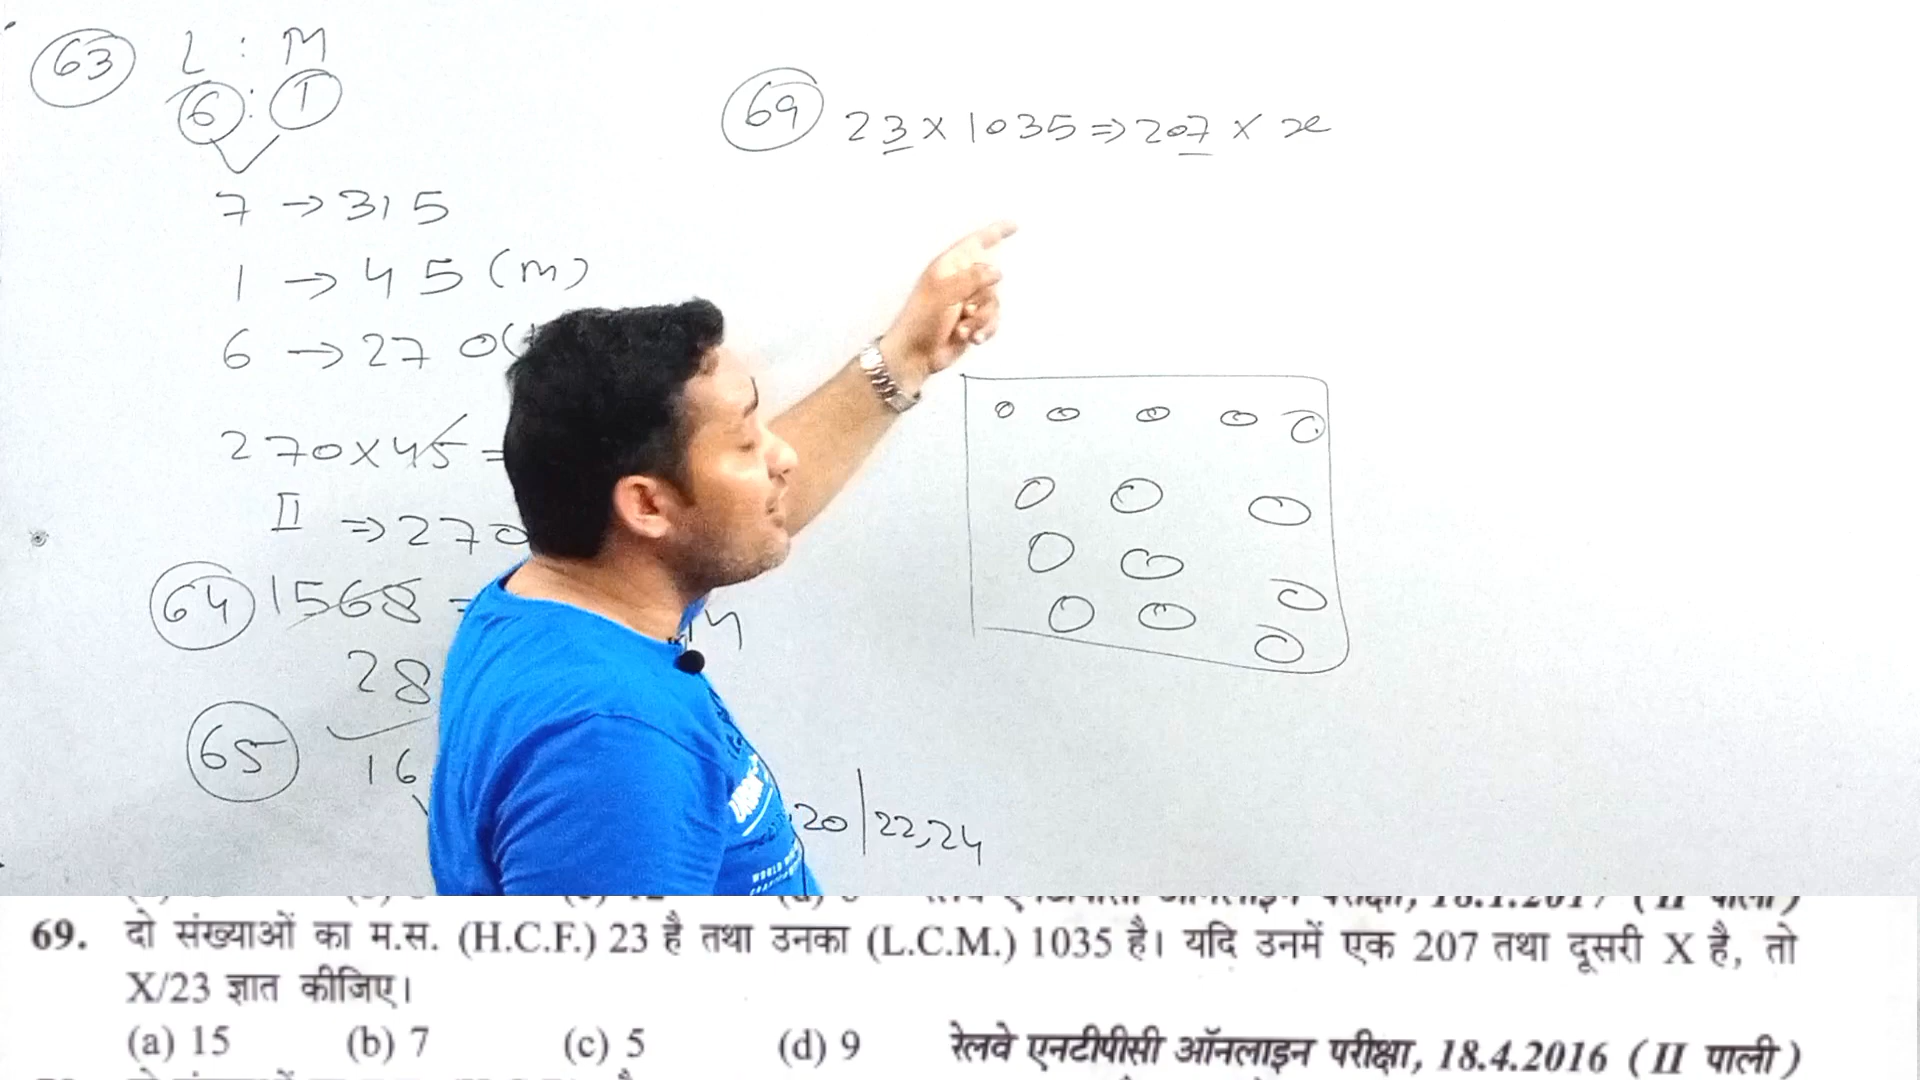 63 L : M
6 : 1
7 → 315
1 → 45 (m)
6 → 270(
270×45 =
II ⇒ 270
64 1568 =
28
65
16
20 | 22,24
69 23 × 1035 ⇒ 207 × x
69. दो संख्याओं का म.स. (H.C.F.) 23 है तथा उनका (L.C.M.) 1035 है। यदि उनमें एक 207 तथा दूसरी X है, तो
X/23 ज्ञात कीजिए।
(a) 15 (b) 7 (c) 5 (d) 9 रेलवे एनटीपीसी ऑनलाइन परीक्षा, 18.4.2016 (II पाली)